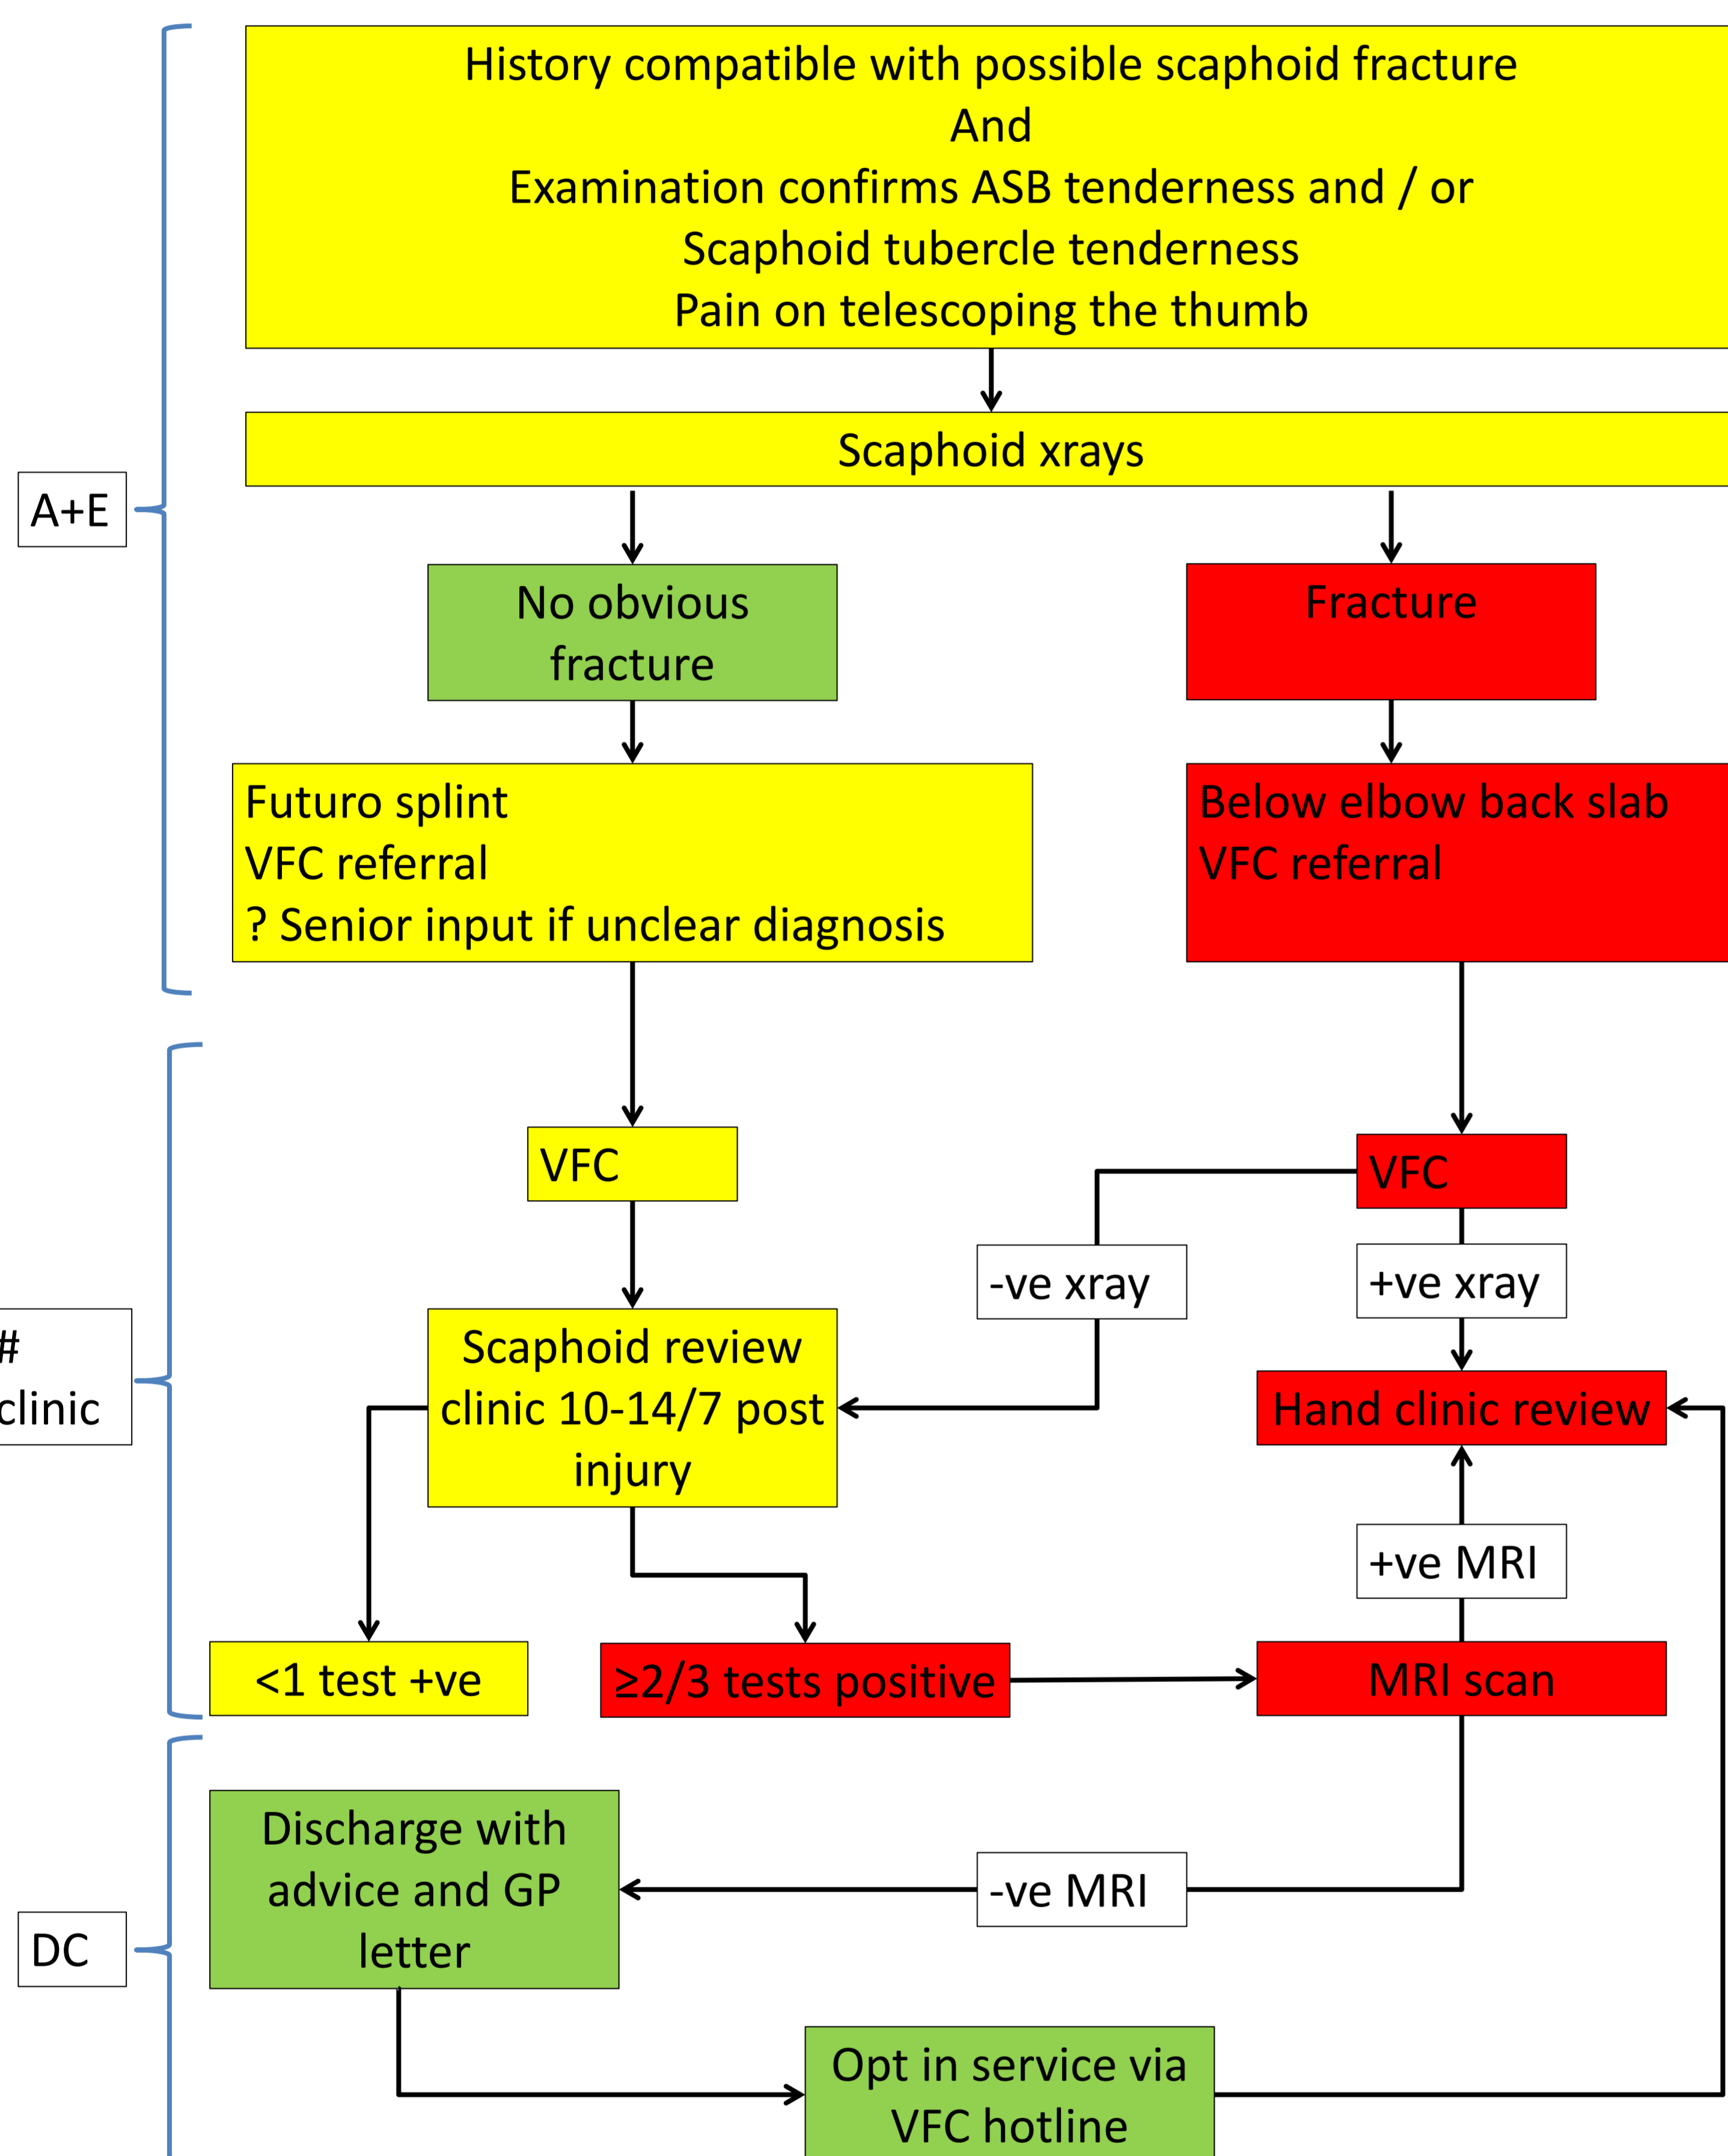 History compatible with possible scaphoid fracture
And
Examination confirms ASB tenderness and / or
Scaphoid tubercle tenderness
Pain on telescoping the thumb
Scaphoid xrays
A+E
No obvious
fracture
Fracture
Futuro splint
VFC referral
? Senior input if unclear diagnosis
Below elbow back slab
VFC referral
VFC
VFC
-ve xray
+ve xray
#
clinic
Scaphoid review
clinic 10-14/7 post
injury
Hand clinic review
+ve MRI
<1 test +ve
≥2/3 tests positive
MRI scan
Discharge with
advice and GP
letter
-ve MRI
DC
Opt in service via
VFC hotline